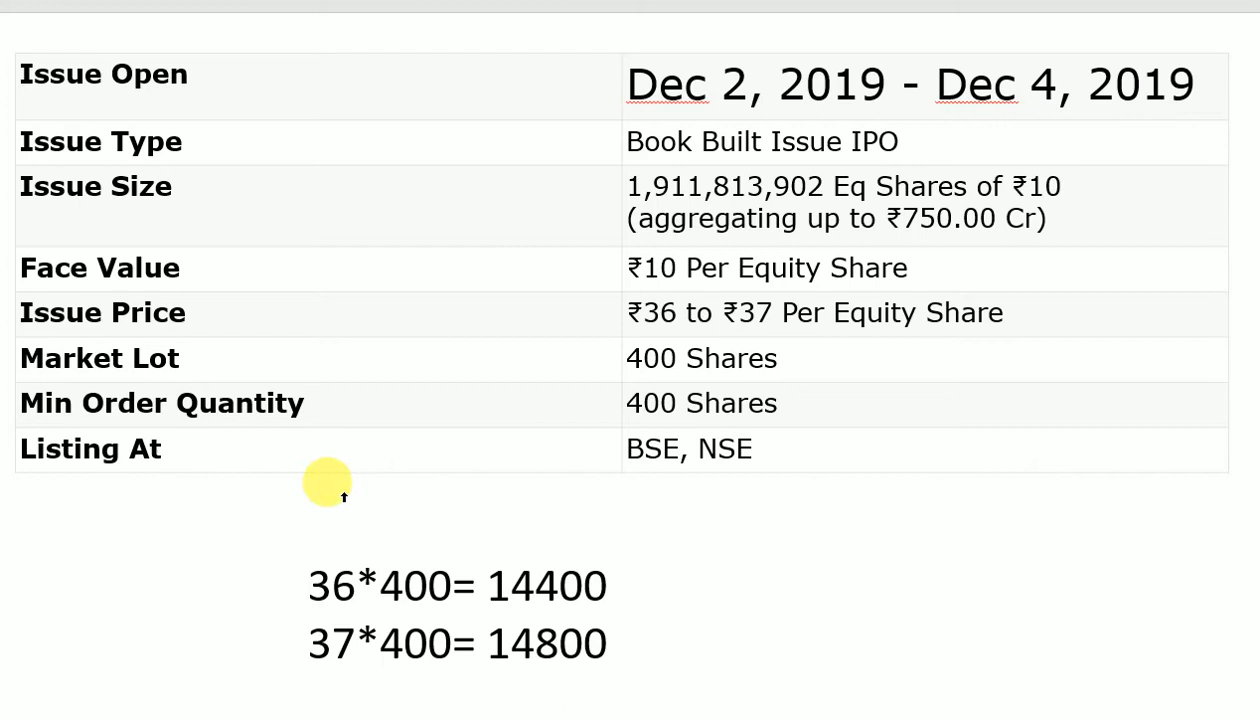 Issue Open
Dec 2, 2019 - Dec 4, 2019
Issue Type
Book Built Issue IPO
Issue Size
1,911,813,902 Eq Shares of ₹10
(aggregating up to ₹750.00 Cr)
Face Value
₹10 Per Equity Share
Issue Price
₹36 to ₹37 Per Equity Share
Market Lot
400 Shares
Min Order Quantity
400 Shares
Listing At
BSE, NSE
36*400= 14400
37*400= 14800